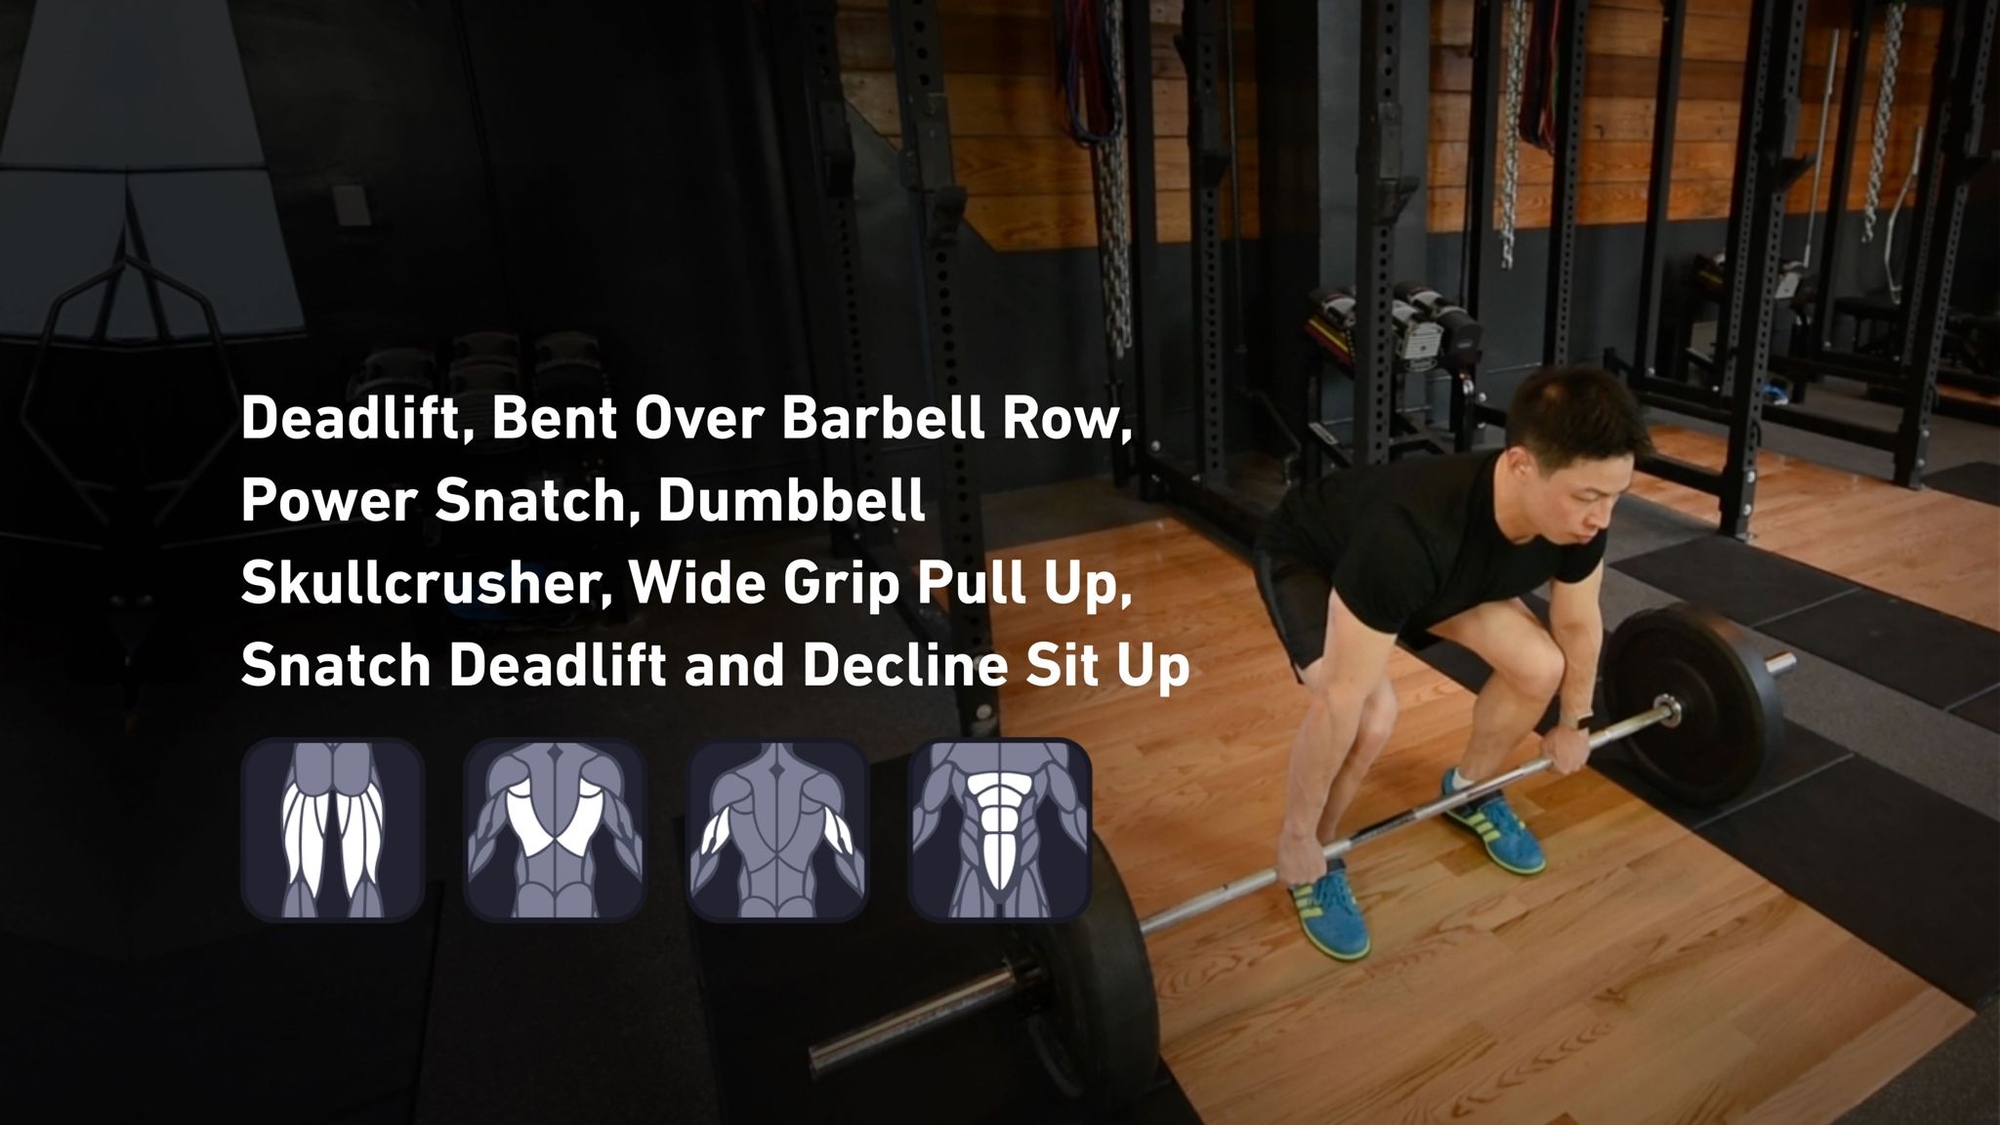 Deadlift, Bent Over Barbell Row,
Power Snatch, Dumbbell
Skullcrusher, Wide Grip Pull Up,
Snatch Deadlift and Decline Sit Up